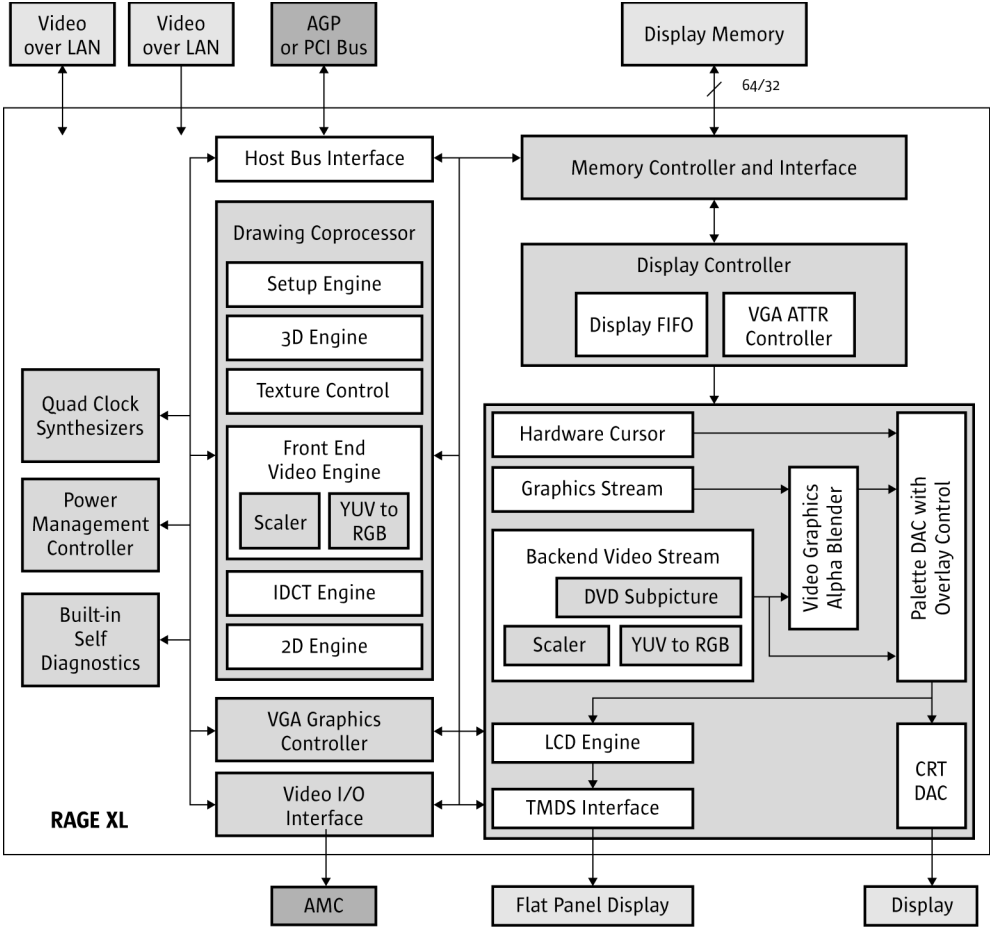 Video
over LAN
Video
over LAN
AGP
or PCI Bus
Display Memory
64/32
Host Bus Interface
Memory Controller and Interface
Drawing Coprocessor
Setup Engine
3D Engine
Texture Control
Front End
Video Engine
Scaler
YUV to
RGB
IDCT Engine
2D Engine
Display Controller
Display FIFO
VGA ATTR
Controller
Quad Clock
Synthesizers
Power
Management
Controller
Built-in
Self
Diagnostics
Hardware Cursor
Graphics Stream
Backend Video Stream
DVD Subpicture
Scaler
YUV to RGB
Video Graphics
Alpha Blender
Palette DAC with
Overlay Control
VGA Graphics
Controller
Video I/O
Interface
LCD Engine
TMDS Interface
CRT
DAC
RAGE XL
AMC
Flat Panel Display
Display